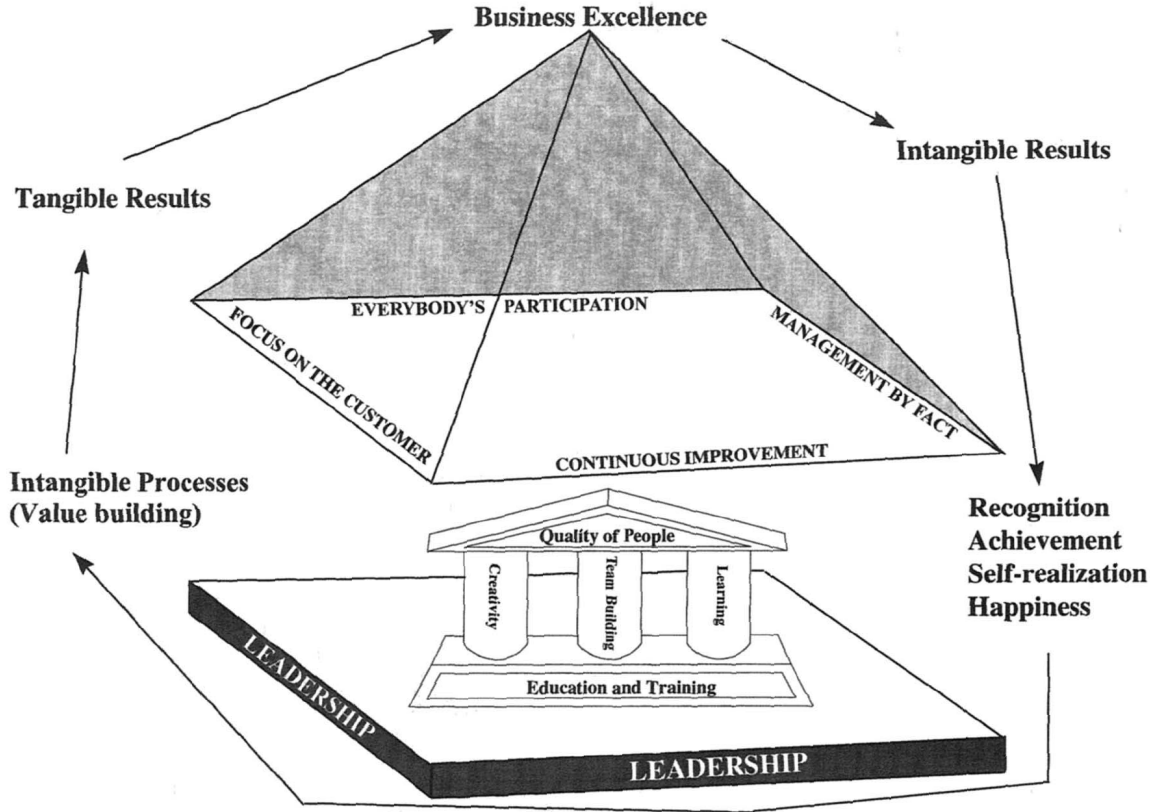 Business Excellence
Intangible Results
Tangible Results
EVERYBODY'S PARTICIPATION
FOCUS ON THE CUSTOMER
MANAGEMENT BY FACT
CONTINUOUS IMPROVEMENT
Intangible Processes
(Value building)
Recognition
Achievement
Self-realization
Happiness
Quality of People
Creativity
Team Building
Learning
Education and Training
LEADERSHIP
LEADERSHIP